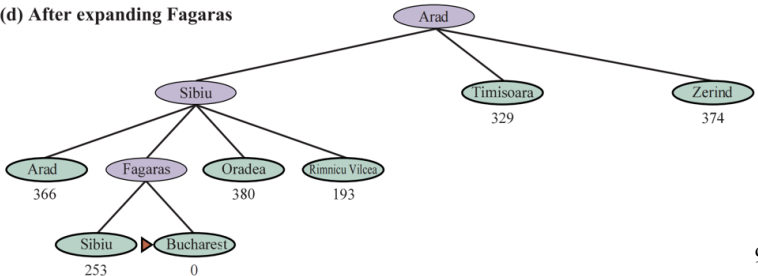 (d) After expanding Fagaras
Arad
Sibiu
Timisoara
Zerind
329
374
Arad
Fagaras
Oradea
Rimnicu Vilcea
366
380
193
Sibiu
Bucharest
253
0